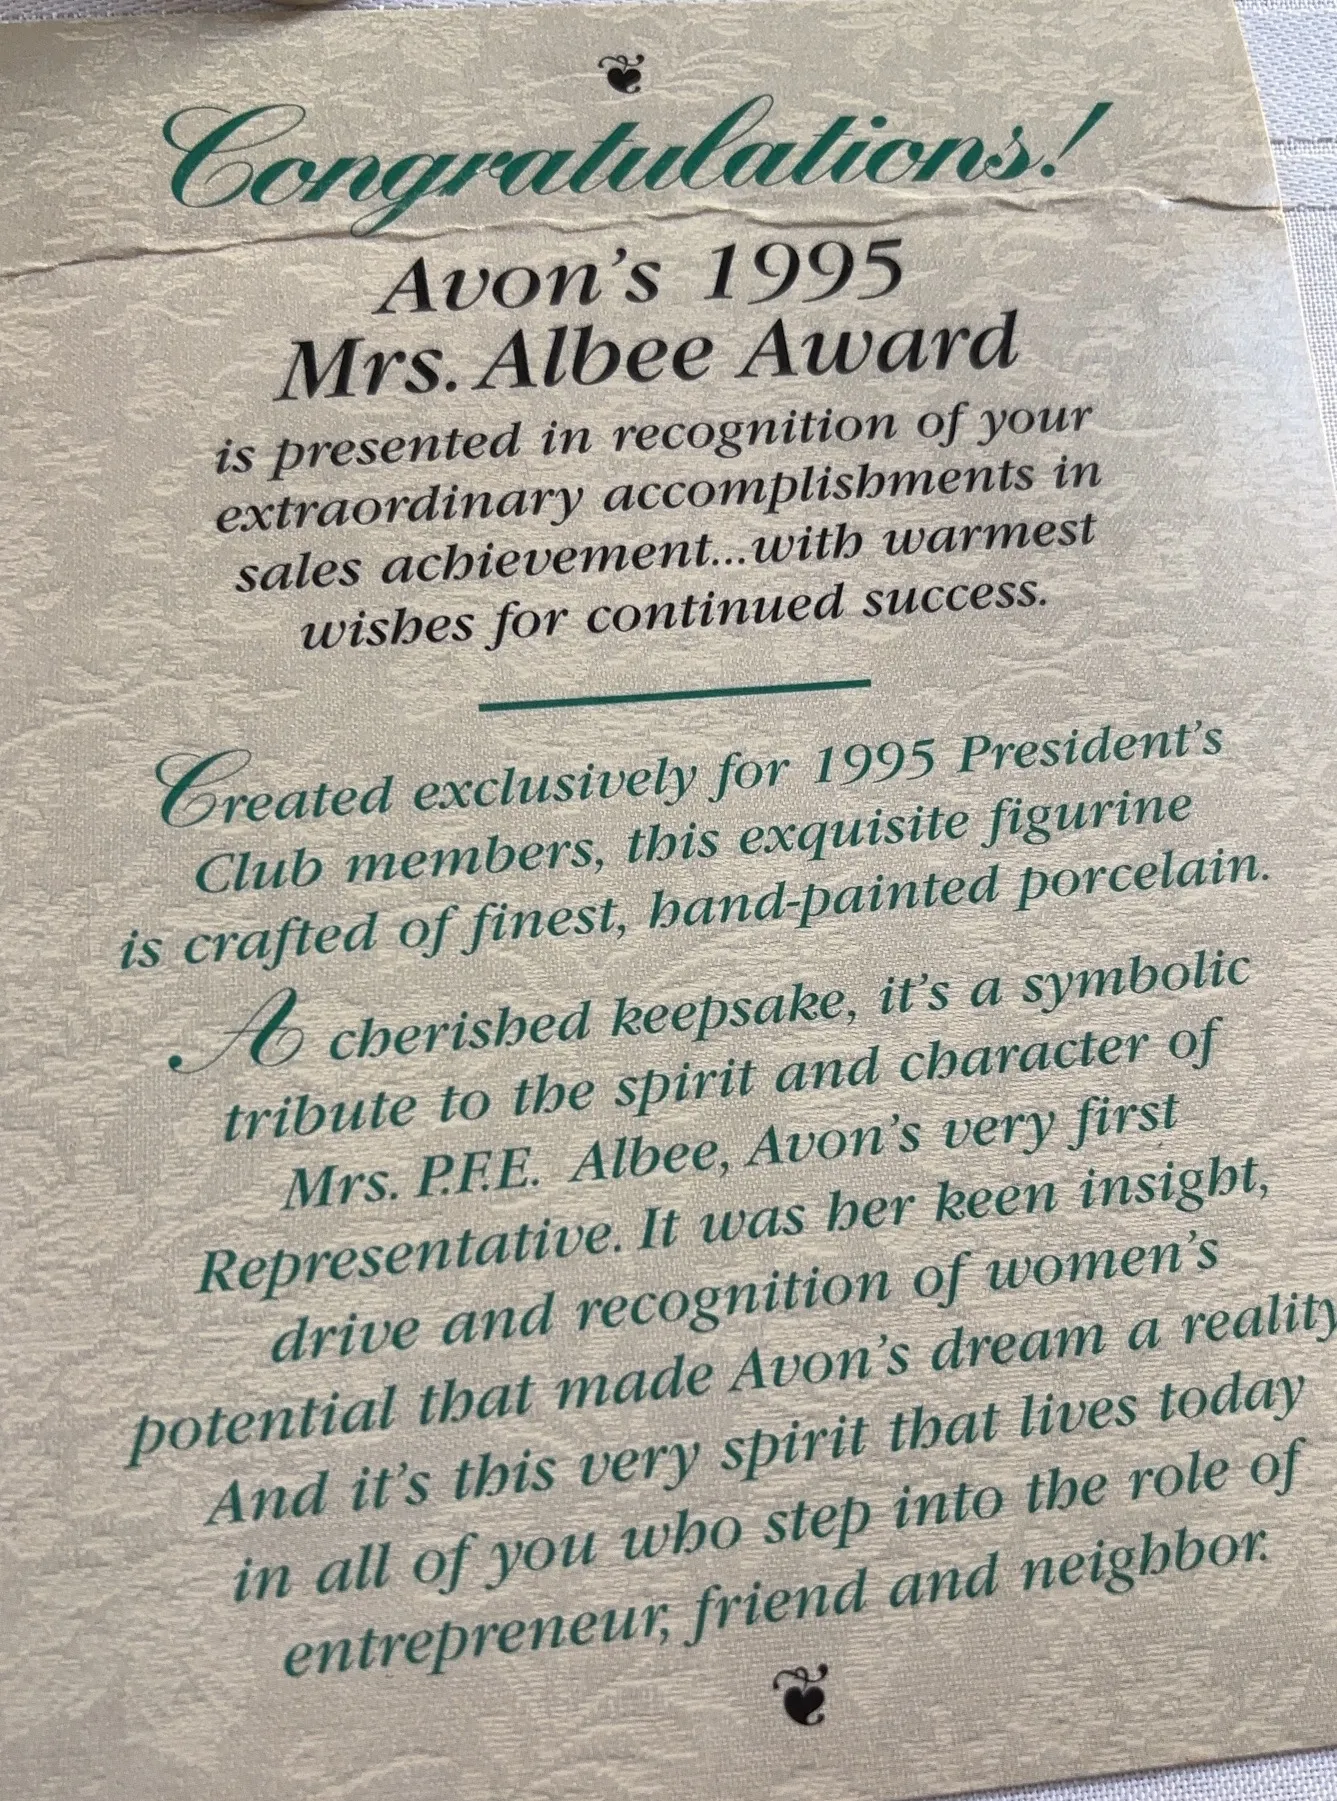 Congratulations!
Avon's 1995
Mrs. Albee Award
is presented in recognition of your
extraordinary accomplishments in
sales achievement...with warmest
wishes for continued success.
Created exclusively for 1995 President's
Club members, this exquisite figurine
is crafted of finest, hand-painted porcelain.
A cherished keepsake, it's a symbolic
tribute to the spirit and character of
Mrs. P.F.E. Albee, Avon's very first
Representative. It was her keen insight,
drive and recognition of women's
potential that made Avon's dream a reality
And it's this very spirit that lives today
in all of you who step into the role of
entrepreneur, friend and neighbor.